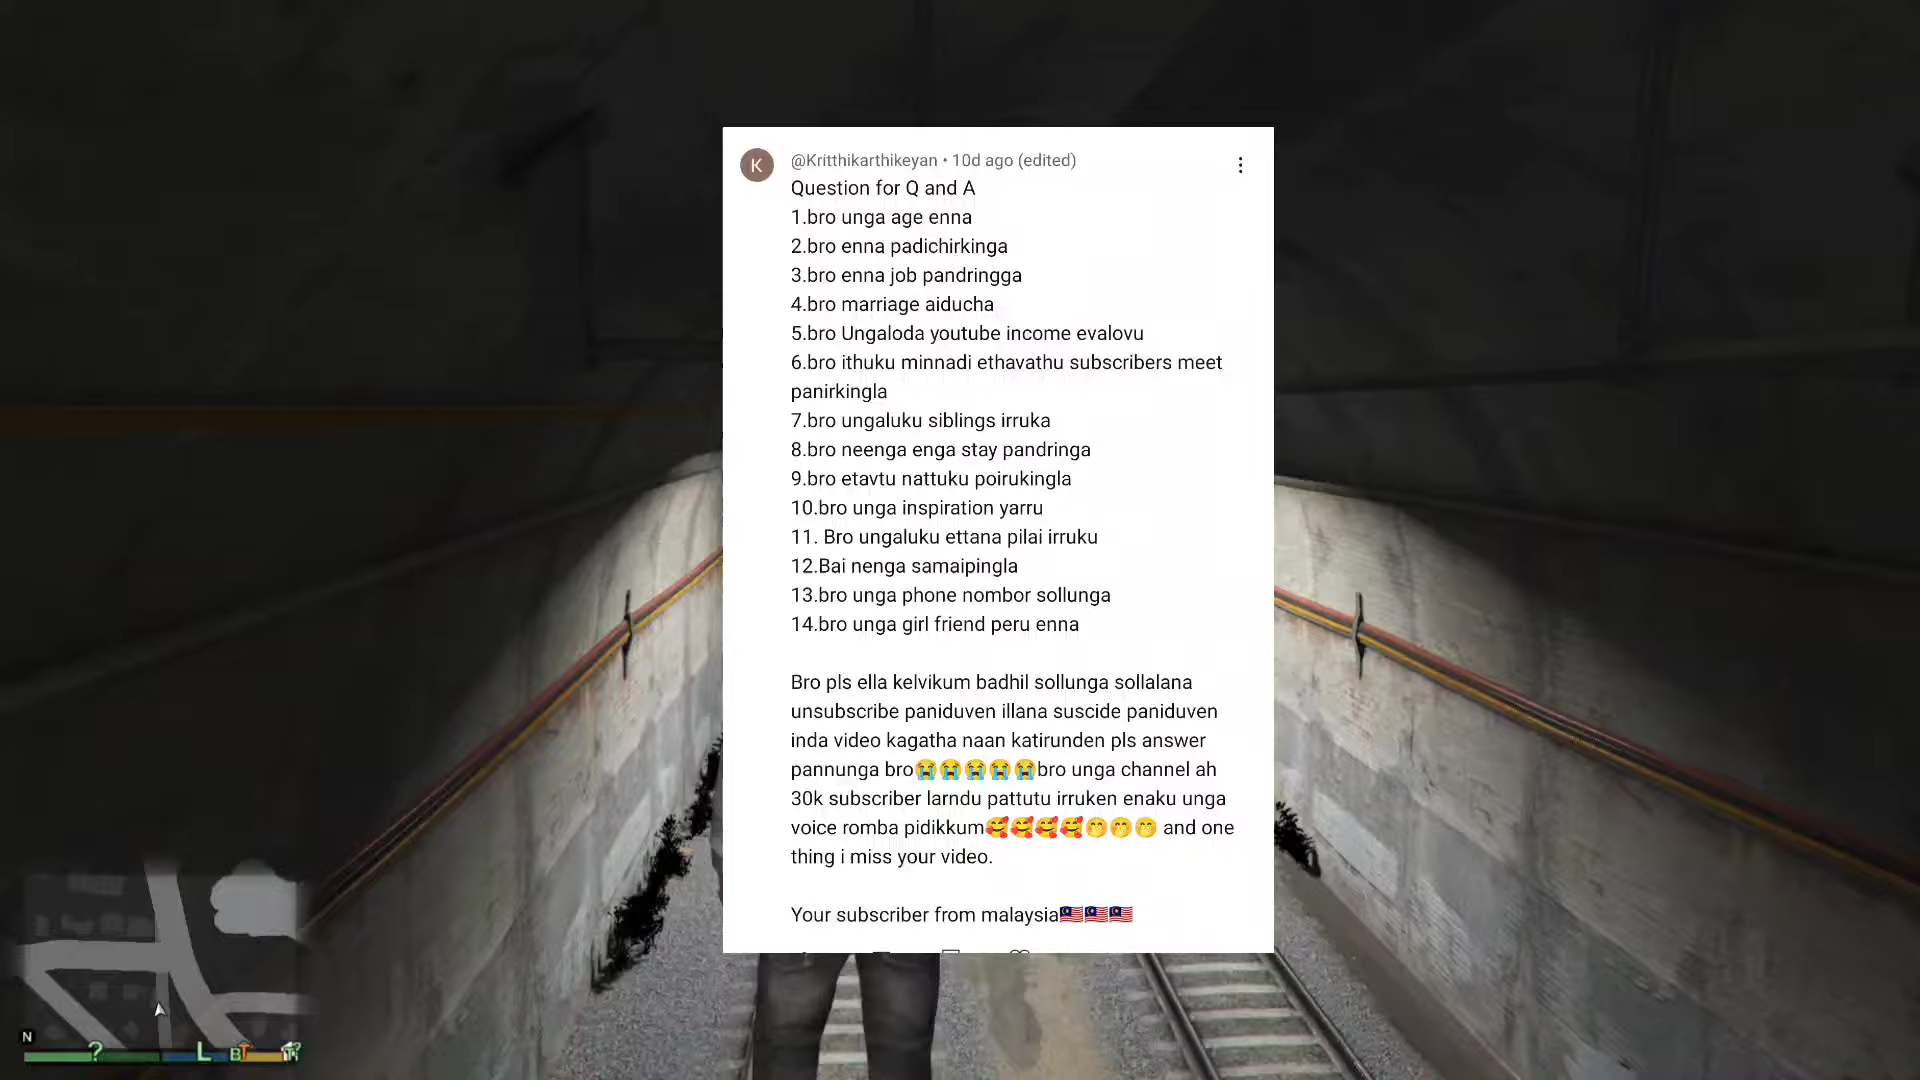 K
@Kritthikarthikeyan • 10d ago (edited)
Question for Q and A
1.bro unga age enna
2.bro enna padichirkinga
3.bro enna job pandringga
4.bro marriage aiducha
5.bro Ungaloda youtube income evalovu
6.bro ithuku minnadi ethavathu subscribers meet
panirkingla
7.bro ungaluku siblings irruka
8.bro neenga enga stay pandringa
9.bro etavtu nattuku poirukingla
10.bro unga inspiration yarru
11. Bro ungaluku ettana pilai irruku
12.Bai nenga samaipingla
13.bro unga phone nombor sollunga
14.bro unga girl friend peru enna
Bro pls ella kelvikum badhil sollunga sollalana
unsubscribe paniduven illana suscide paniduven
inda video kagatha naan katirunden pls answer
pannunga bro😭😭😭😭😭bro unga channel ah
30k subscriber larndu pattutu irruken enaku unga
voice romba pidikkum🥰🥰🥰🥰🤭🤭🤭 and one
thing i miss your video.
Your subscriber from malaysia🇲🇾🇲🇾🇲🇾
N
?
L
B
T